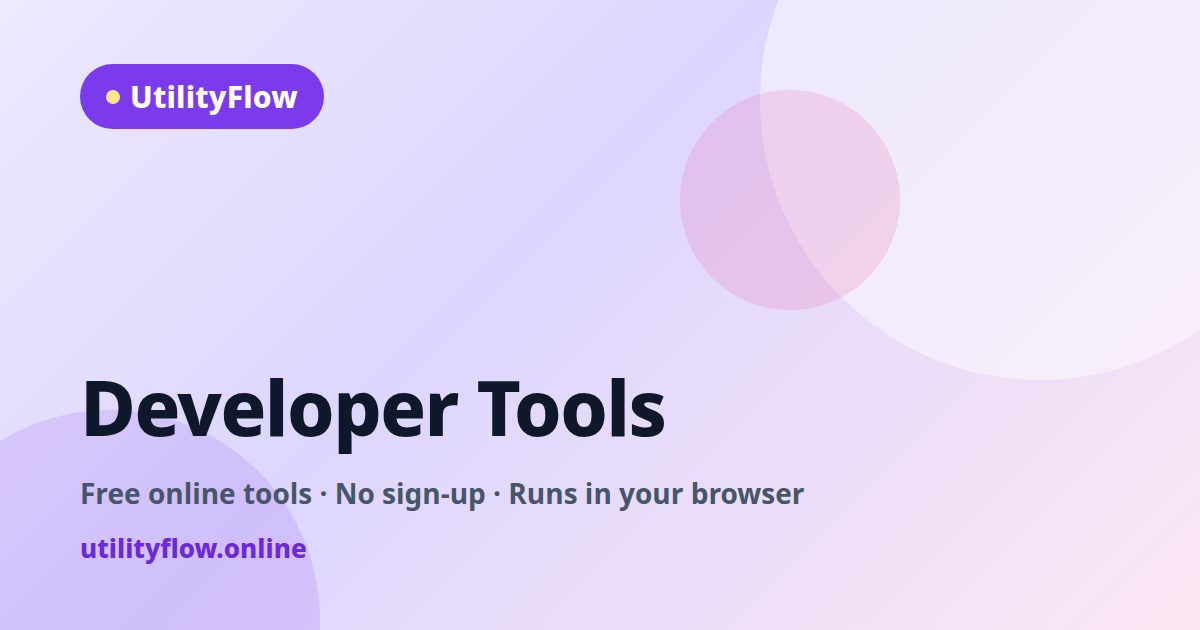 UtilityFlow
Developer Tools
Free online tools · No sign-up · Runs in your browser
utilityflow.online